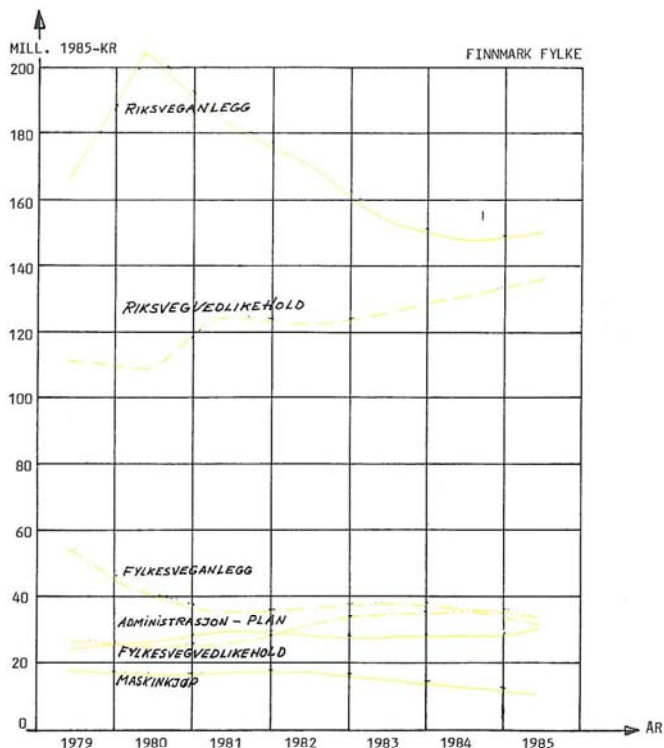 MILL. 1985-KR
FINNMARK FYLKE
200
RIKSVEGANLEGG
180
160
140
RIKSVEGVEDLIKEHOLD
120
100
80
60
FYLKESVEGANLEGG
40
ADMINISTRASJON - PLAN
FYLKESVEGVEDLIKEHOLD
20
MASKINKJØP
0
ÅR
1979 1980 1981 1982 1983 1984 1985